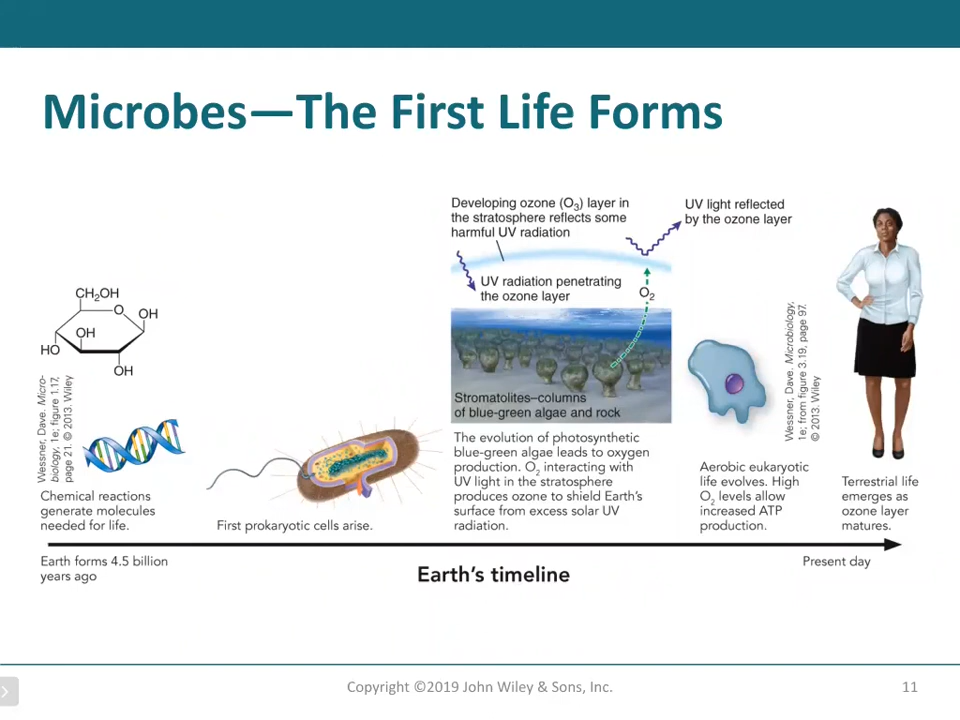 Microbes—The First Life Forms
Developing ozone (O₃) layer in
the stratosphere reflects some
harmful UV radiation
UV light reflected
by the ozone layer
UV radiation penetrating
the ozone layer
O₂
CH₂OH
O
OH
OH
HO
OH
Stromatolites–columns
of blue-green algae and rock
Wessner, Dave. Micro-
biology, 1e; figure 1.17,
page 21. © 2013. Wiley
Wessner, Dave. Microbiology,
1e; from figure 3.19, page 97.
© 2013. Wiley
Chemical reactions
generate molecules
needed for life.
First prokaryotic cells arise.
The evolution of photosynthetic
blue-green algae leads to oxygen
production. O₂ interacting with
UV light in the stratosphere
produces ozone to shield Earth's
surface from excess solar UV
radiation.
Aerobic eukaryotic
life evolves. High
O₂ levels allow
increased ATP
production.
Terrestrial life
emerges as
ozone layer
matures.
Earth forms 4.5 billion
years ago
Earth's timeline
Present day
Copyright ©2019 John Wiley & Sons, Inc.
11